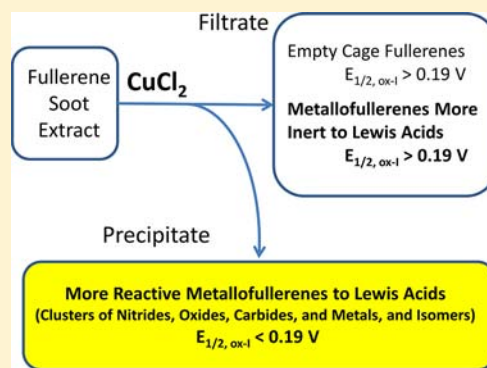 Filtrate
Fullerene
Soot
Extract
CuCl₂
Empty Cage Fullerenes
E₁/₂, ox-I > 0.19 V
Metallofullerenes More
Inert to Lewis Acids
E₁/₂, ox-I > 0.19 V
Precipitate
More Reactive Metallofullerenes to Lewis Acids
(Clusters of Nitrides, Oxides, Carbides, and Metals, and Isomers)
E₁/₂, ox-I < 0.19 V